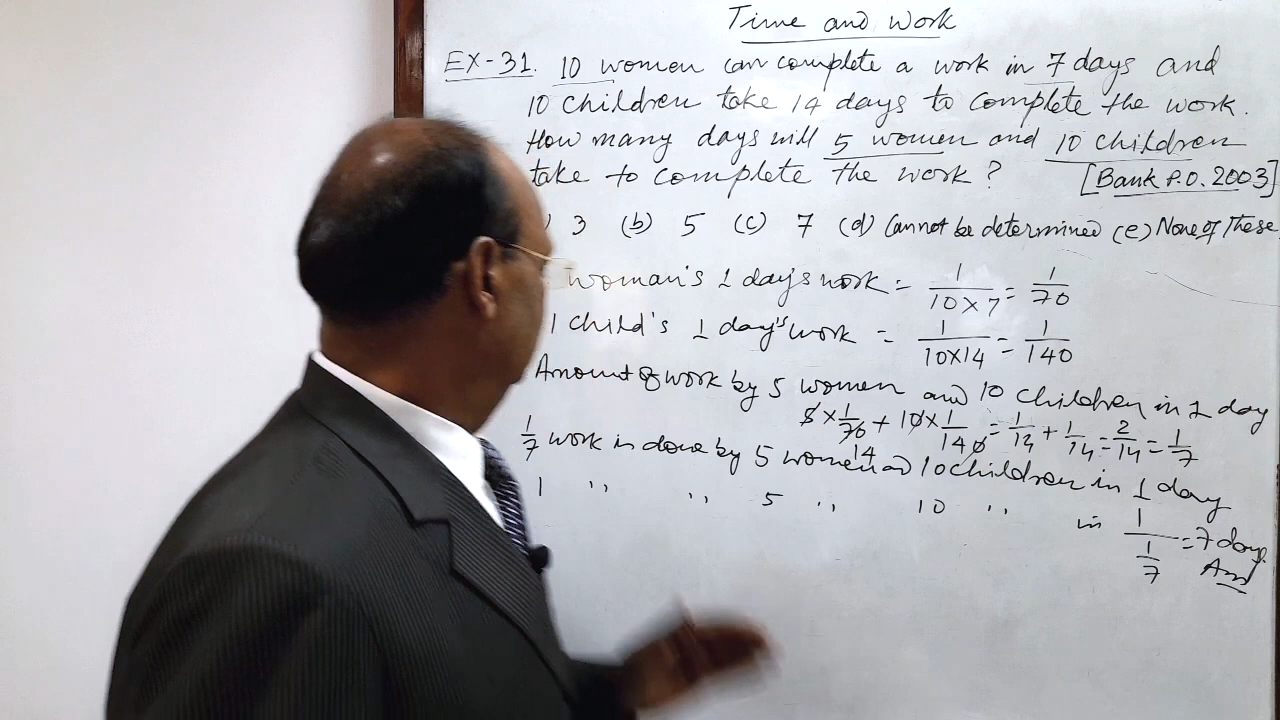 Time and Work
EX-31. 10 women can complete a work in 7 days and
10 children take 14 days to complete the work.
How many days will 5 women and 10 children
take to complete the work? [Bank P.O. 2003]
) 3 (b) 5 (c) 7 (d) Cannot be determined (e) None of These
woman's 1 day's work = 1/10×7 = 1/70
1 child's 1 day's work = 1/10×14 = 1/140
Amount of work by 5 women and 10 children in 1 day
5 × 1/70 + 10 × 1/140 = 1/14 + 1/14 = 2/14 = 1/7
14
1/7 work is done by 5 women and 10 children in 1 day
1 " " 5 " 10 " in 1/(1/7) = 7 days
Ans